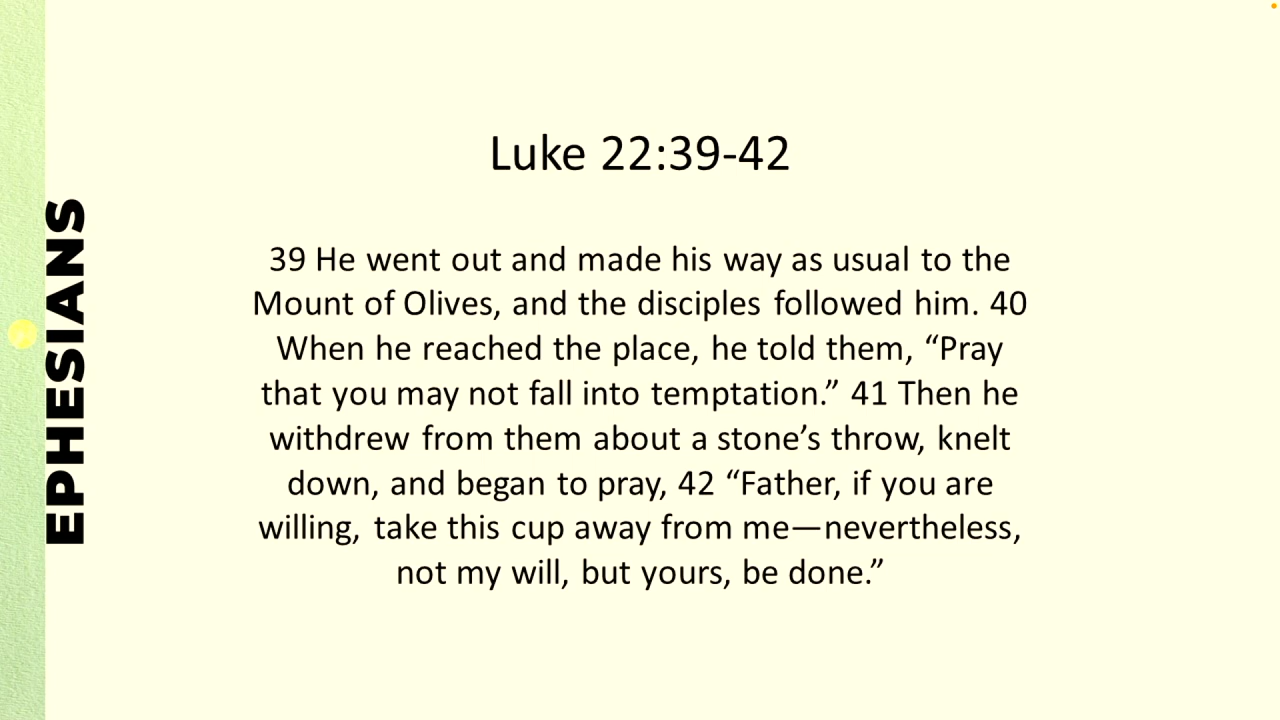 Luke 22:39-42
39 He went out and made his way as usual to the
Mount of Olives, and the disciples followed him. 40
When he reached the place, he told them, “Pray
that you may not fall into temptation.” 41 Then he
withdrew from them about a stone’s throw, knelt
down, and began to pray, 42 “Father, if you are
willing, take this cup away from me—nevertheless,
not my will, but yours, be done.”
EPHESIANS